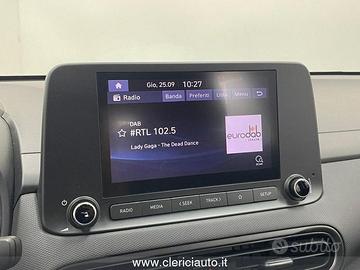 Gio, 25.09 10:27
Radio Banda Preferiti Lista Menu
DAB
#RTL 102.5
Lady Gaga - The Dead Dance
eurodab
ITALIA
RADIO MEDIA < SEEK TRACK > SETUP
www.clericiauto.it
subito